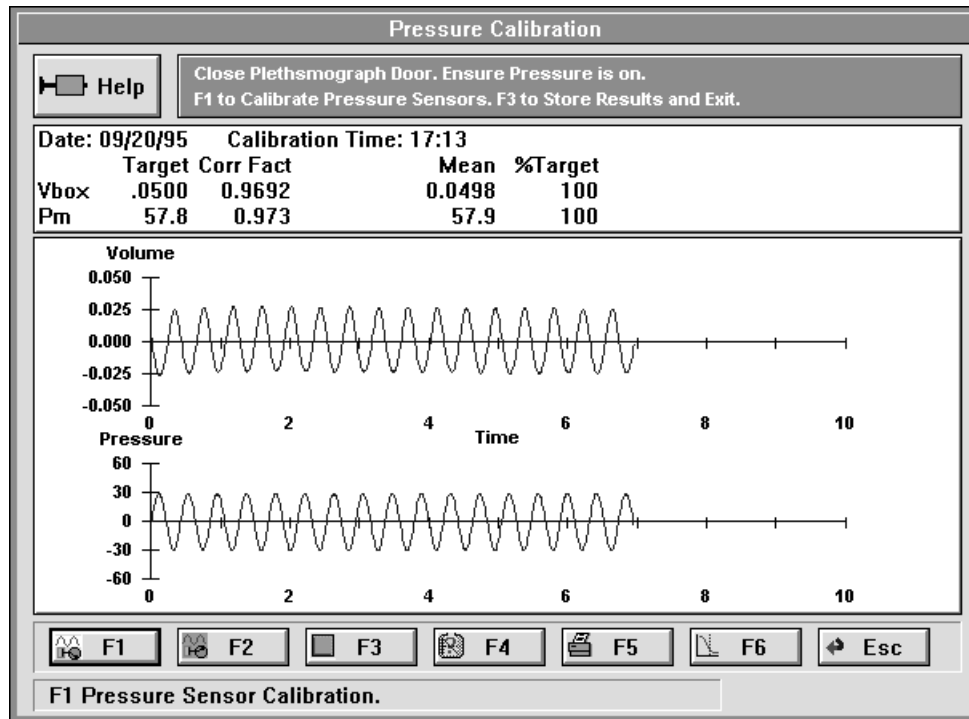 Pressure Calibration
Help
Close Plethsmograph Door. Ensure Pressure is on.
F1 to Calibrate Pressure Sensors. F3 to Store Results and Exit.
Date: 09/20/95 Calibration Time: 17:13
Target Corr Fact Mean %Target
Vbox .0500 0.9692 0.0498 100
Pm 57.8 0.973 57.9 100
Volume
0.050
0.025
0.000
-0.025
-0.050
0 2 4 6 8 10
Pressure Time
60
30
0
-30
-60
0 2 4 6 8 10
F1 F2 F3 F4 F5 F6 Esc
F1 Pressure Sensor Calibration.